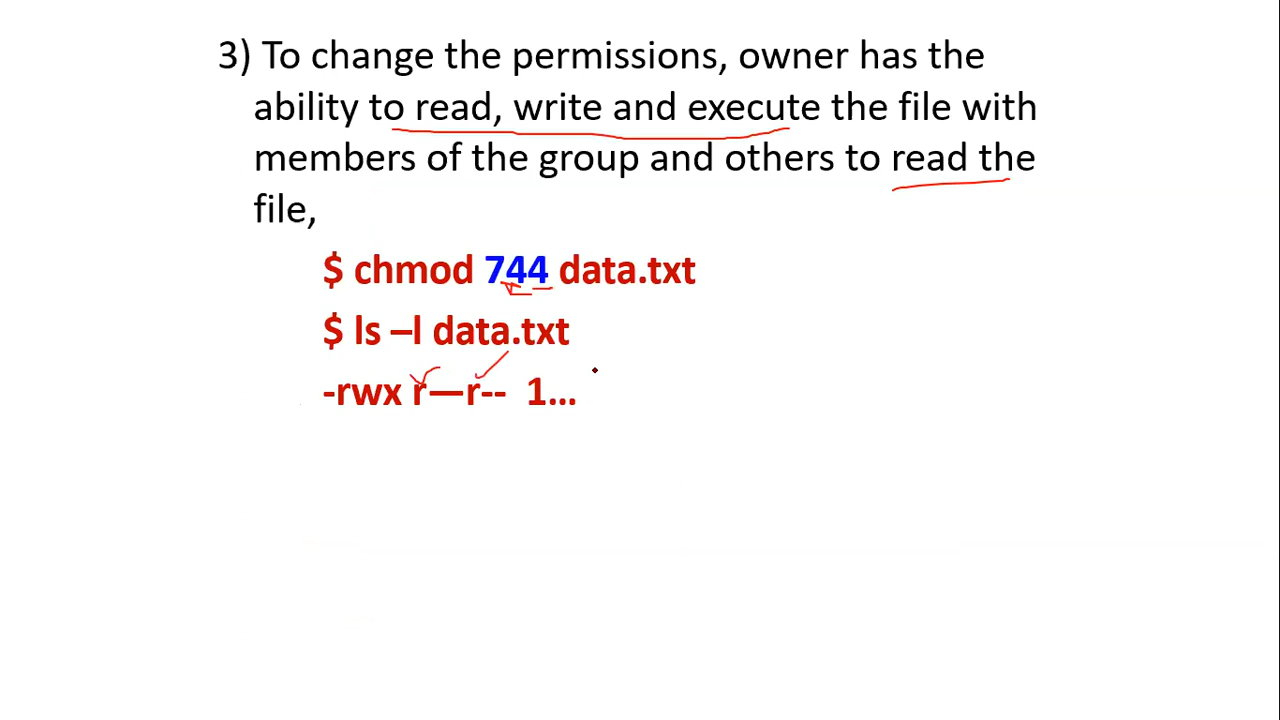 3) To change the permissions, owner has the
ability to read, write and execute the file with
members of the group and others to read the
file,
$ chmod 744 data.txt
$ ls –l data.txt
-rwx r—r-- 1...